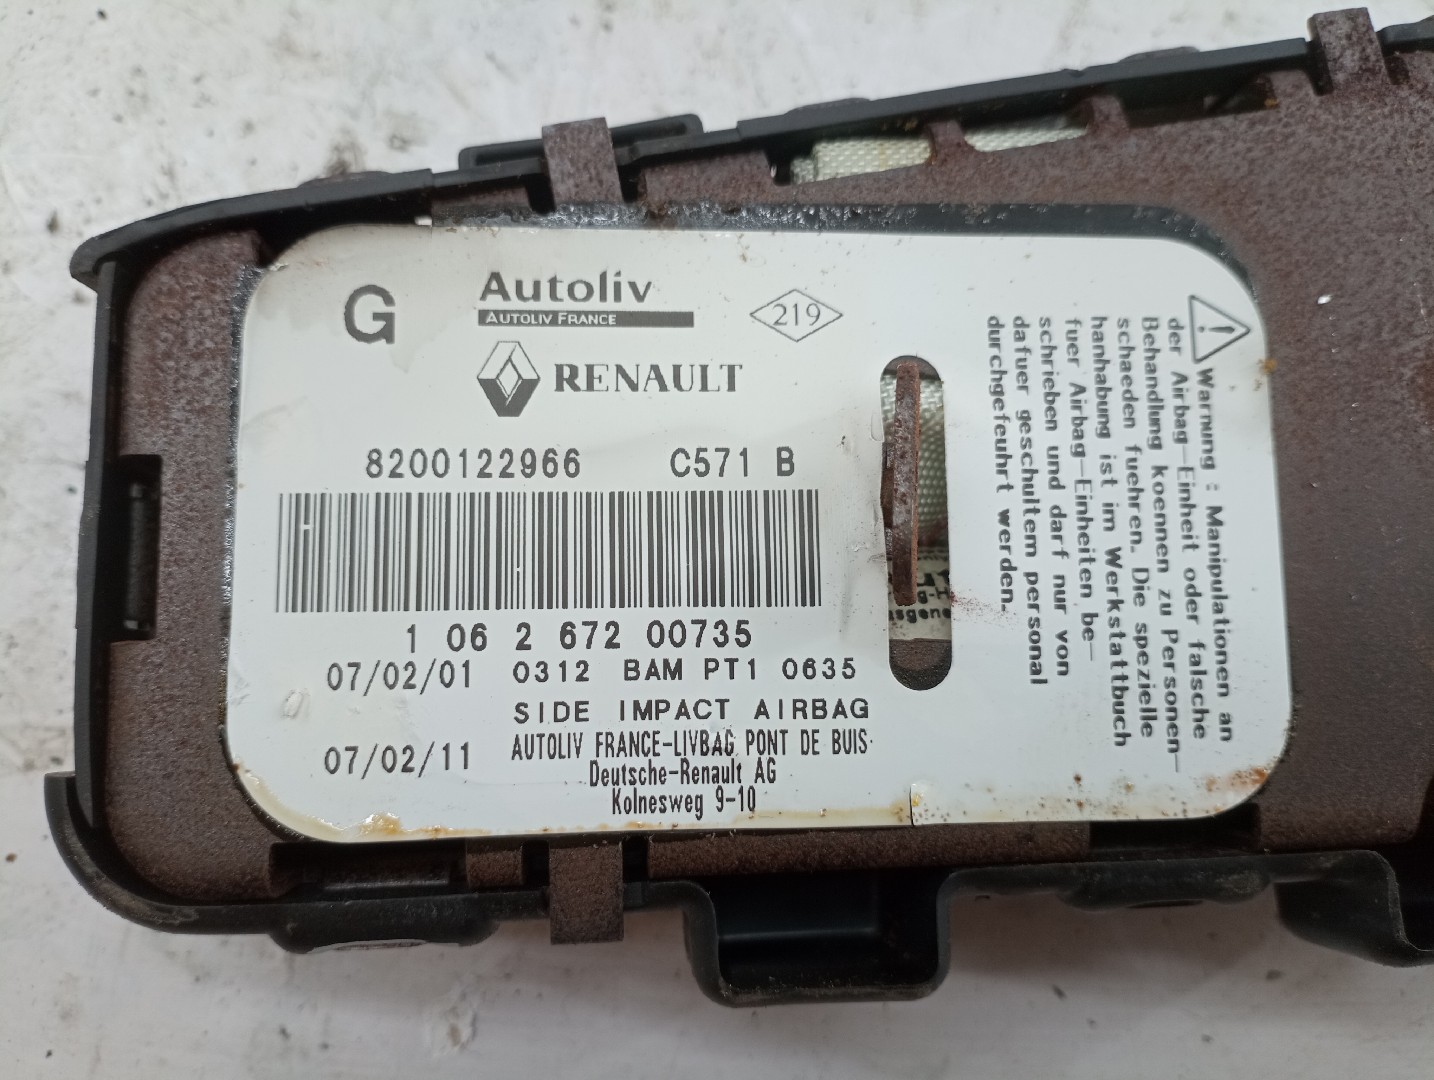 G
Autoliv
AUTOLIV FRANCE
219
RENAULT
8200122966 C571 B
1 06 2 672 00735
07/02/01 0312 BAM PT1 0635
SIDE IMPACT AIRBAG
07/02/11 AUTOLIV FRANCE-LIVBAG PONT DE BUIS
Deutsche-Renault AG
Kolnesweg 9-10
Warnung : Manipulationen an
der Airbag-Einheit oder falsche
Behandlung koennen zu Personen-
schaeden fuehren. Die spezielle
hanhabung ist im Werkstattbuch
fuer Airbag-Einheiten be-
schrieben und darf nur von
dafuer geschultem personal
durchgefeuhrt werden.